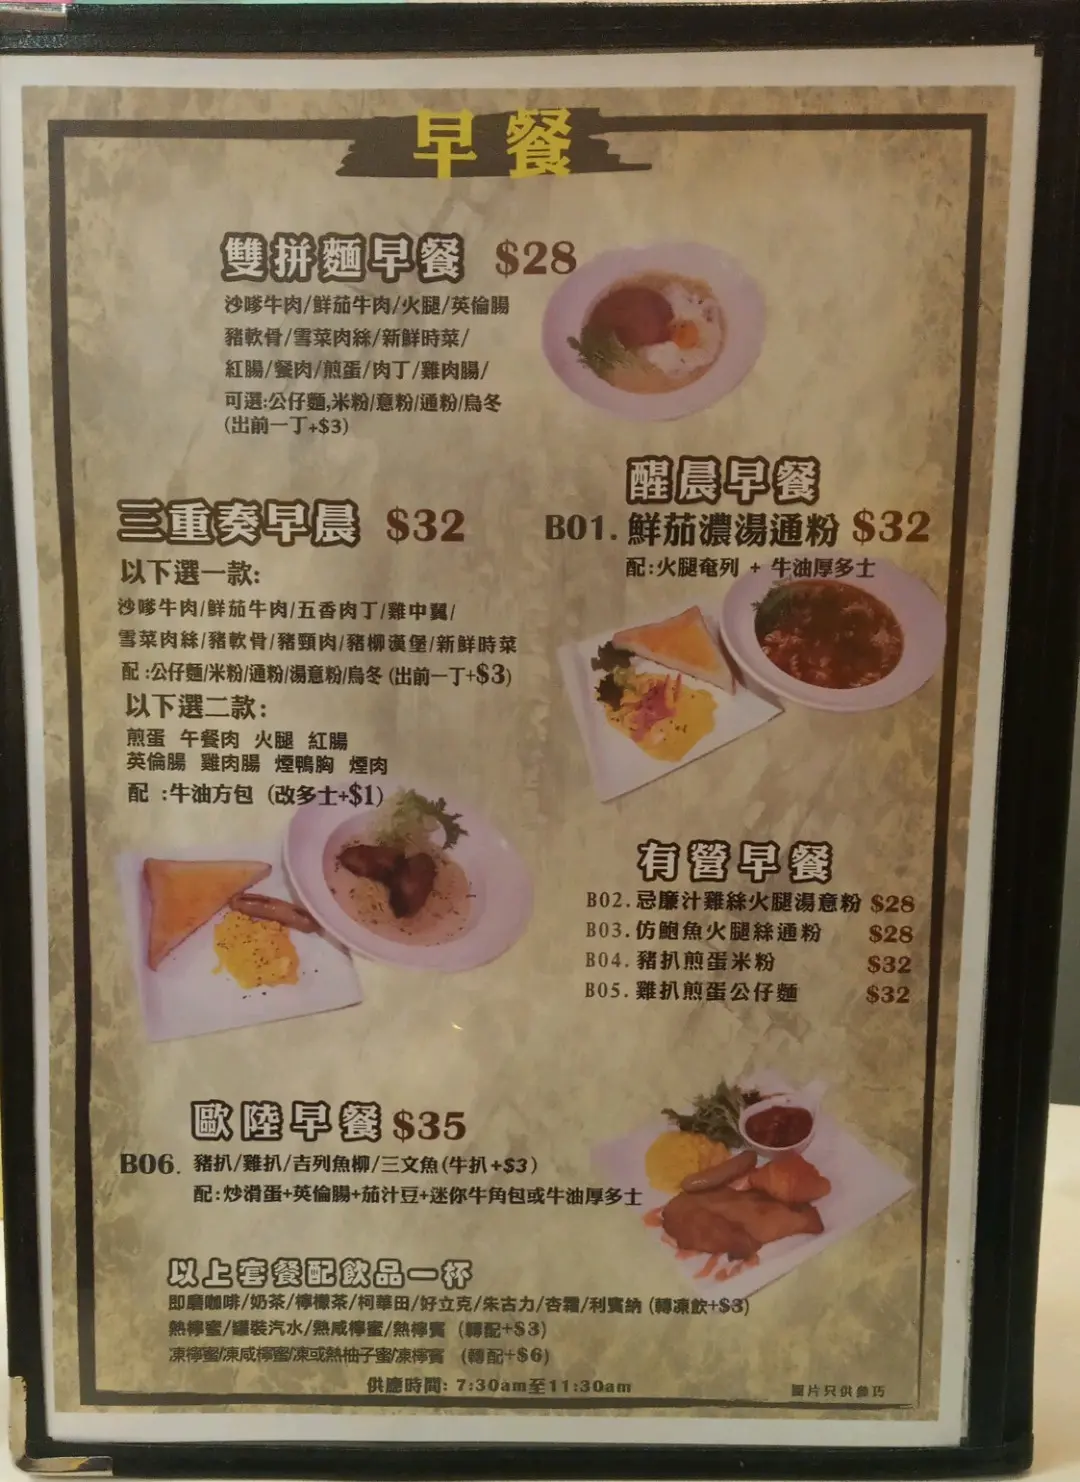 早餐
雙拼麵早餐 $28
沙嗲牛肉/鮮茄牛肉/火腿/英倫腸
豬軟骨/雪菜肉絲/新鮮時菜/
紅腸/餐肉/煎蛋/肉丁/雞肉腸/
可選:公仔麵,米粉/意粉/通粉/烏冬
(出前一丁+$3)
三重奏早晨 $32
以下選一款:
沙嗲牛肉/鮮茄牛肉/五香肉丁/雞中翼/
雪菜肉絲/豬軟骨/豬頸肉/豬柳漢堡/新鮮時菜
配:公仔麵/米粉/通粉/湯意粉/烏冬 (出前一丁+$3)
以下選二款:
煎蛋 午餐肉 火腿 紅腸
英倫腸 雞肉腸 煙鴨胸 煙肉
配:牛油方包 (改多士+$1)
醒晨早餐
B01. 鮮茄濃湯通粉 $32
配:火腿奄列 + 牛油厚多士
有營早餐
B02. 忌廉汁雞絲火腿湯意粉 $28
B03. 仿鮑魚火腿絲通粉 $28
B04. 豬扒煎蛋米粉 $32
B05. 雞扒煎蛋公仔麵 $32
歐陸早餐 $35
B06. 豬扒/雞扒/吉列魚柳/三文魚(牛扒+$3)
配:炒滑蛋+英倫腸+茄汁豆+迷你牛角包或牛油厚多士
以上套餐配飲品一杯
即磨咖啡/奶茶/檸檬茶/柯華田/好立克/朱古力/杏霜/利賓納 (轉凍飲+$3)
熱檸蜜/罐裝汽水/熱咸檸蜜/熱檸賓 (轉配+$3)
凍檸蜜/凍咸檸蜜/凍或熱柚子蜜/凍檸賓 (轉配+$6)
供應時間: 7:30am至11:30am
圖片只供參巧